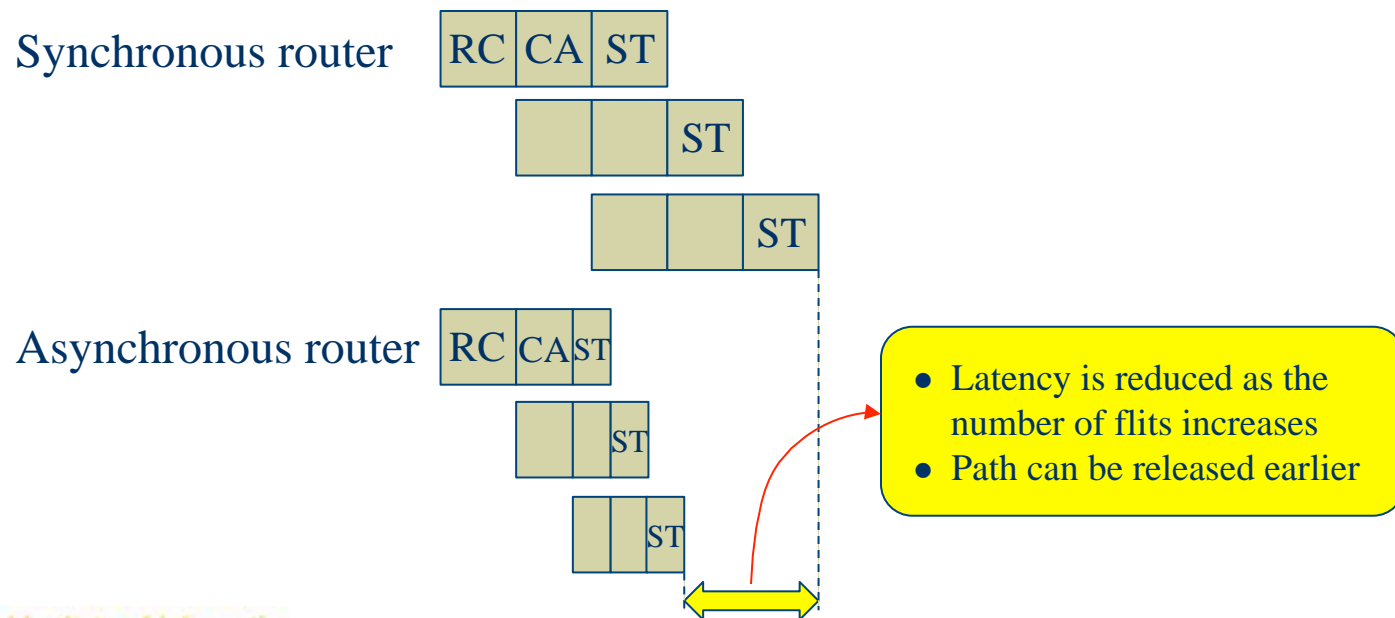 Synchronous router
RC CA ST
ST
ST
Asynchronous router
RC CA ST
ST
ST
● Latency is reduced as the
number of flits increases
● Path can be released earlier